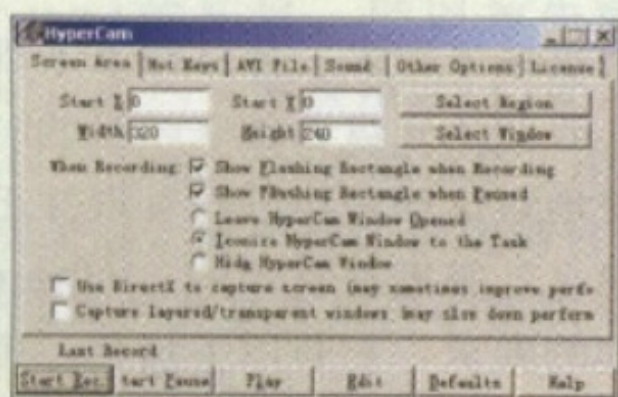 HyperCam
Screen Area Hot Keys AVI File Sound Other Options License
Start X: 0 Start Y: 0 Select Region
Width 320 Height 240 Select Window
When Recording: Show Flashing Rectangle when Recording
Show Flashing Rectangle when Paused
Leave HyperCam Window Opened
Iconize HyperCam Window to the Task
Hide HyperCam Window
Use DirectX to capture screen (may sometimes improve perfo
Capture layered/transparent windows (may slow down perform
Last Record
Start Rec. tart Pause Play Edit Defaults Help